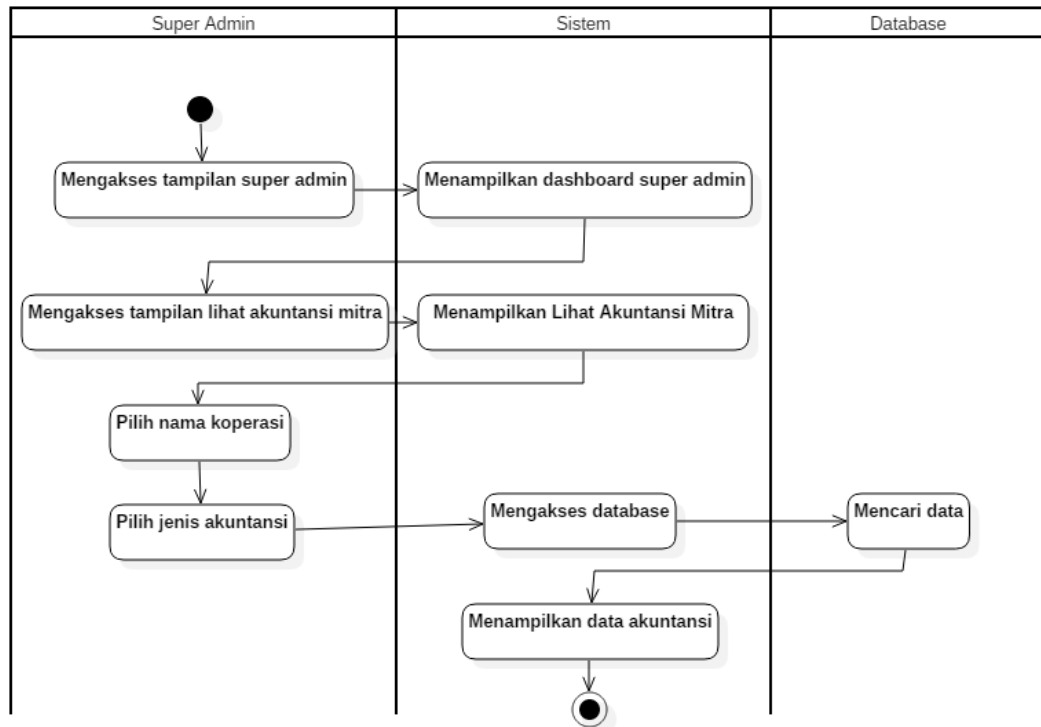 Super Admin
Sistem
Database
Mengakses tampilan super admin
Menampilkan dashboard super admin
Mengakses tampilan lihat akuntansi mitra
Menampilkan Lihat Akuntansi Mitra
Pilih nama koperasi
Pilih jenis akuntansi
Mengakses database
Mencari data
Menampilkan data akuntansi